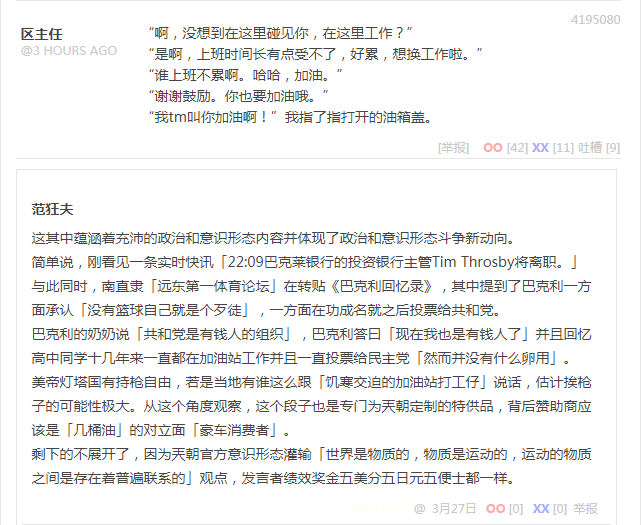 4195080
区主任
@3 HOURS AGO
“啊，没想到在这里碰见你，在这里工作？”
“是啊，上班时间长有点受不了，好累，想换工作啦。”
“谁上班不累啊。哈哈，加油。”
“谢谢鼓励。你也要加油哦。”
“我tm叫你加油啊！”我指了指打开的油箱盖。
[举报] OO [42] XX [11] 吐槽 [9]
范狂夫
这其中蕴涵着充沛的政治和意识形态内容并体现了政治和意识形态斗争新动向。
简单说，刚看见一条实时快讯「22:09巴克莱银行的投资银行主管Tim Throsby将离职。」
与此同时，南直隶「远东第一体育论坛」在转贴《巴克利回忆录》，其中提到了巴克利一方
面承认「没有篮球自己就是个歹徒」，一方面在功成名就之后投票给共和党。
巴克利的奶奶说「共和党是有钱人的组织」，巴克利答曰「现在我也是有钱人了」并且回忆
高中同学十几年来一直都在加油站工作并且一直投票给民主党「然而并没有什么卵用」。
美帝灯塔国有持枪自由，若是当地有谁这么跟「饥寒交迫的加油站打工仔」说话，估计挨枪
子的可能性极大。从这个角度观察，这个段子也是专门为天朝定制的特供品，背后赞助商应
该是「几桶油」的对立面「豪车消费者」。
剩下的不展开了，因为天朝官方意识形态灌输「世界是物质的，物质是运动的，运动的物质
之间是存在着普遍联系的」观点，发言者绩效奖金五美分五日元五便士都一样。
@ 3月27日 OO [0] XX [0] 举报